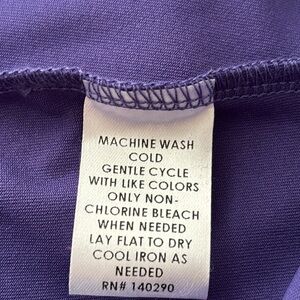 MACHINE WASH
COLD
GENTLE CYCLE
WITH LIKE COLORS
ONLY NON-
CHLORINE BLEACH
WHEN NEEDED
LAY FLAT TO DRY
COOL IRON AS
NEEDED
RN# 140290